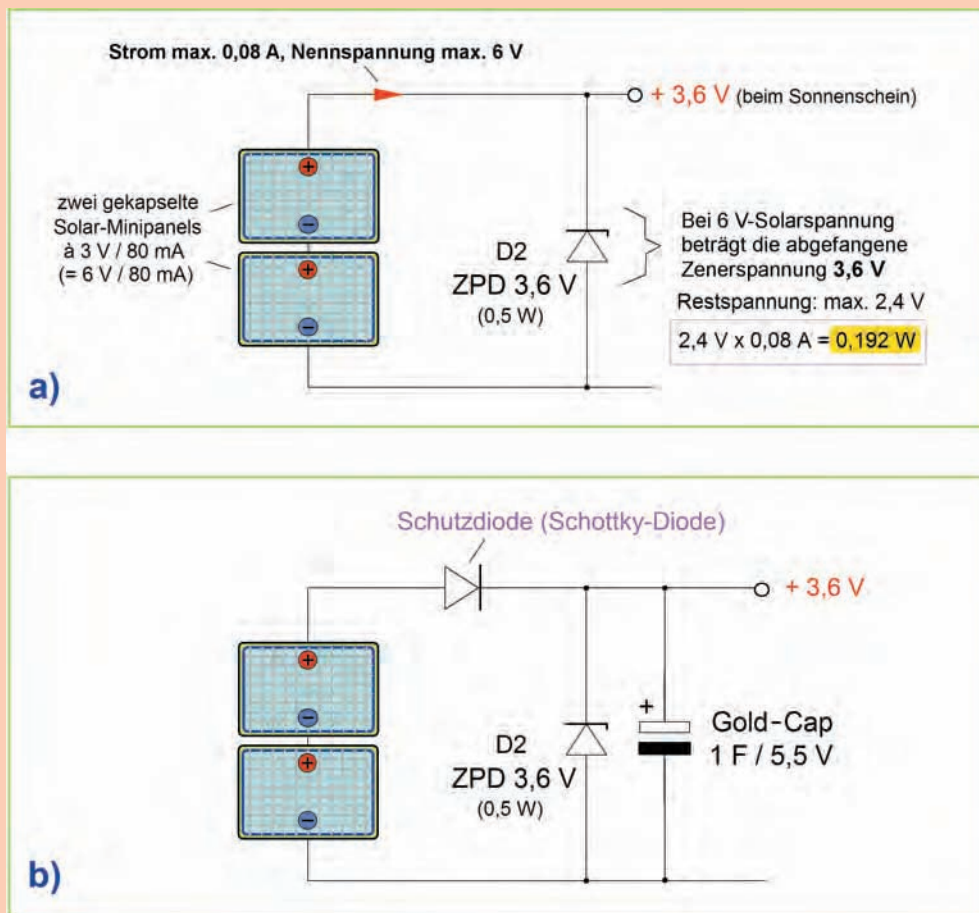 Strom max. 0,08 A, Nennspannung max. 6 V
+ 3,6 V (beim Sonnenschein)
zwei gekapselte
Solar-Minipanels
à 3 V / 80 mA
(= 6 V / 80 mA)
+
−
+
−
D2
ZPD 3,6 V
(0,5 W)
Bei 6 V-Solarspannung
beträgt die abgefangene
Zenerspannung 3,6 V
Restspannung: max. 2,4 V
2,4 V x 0,08 A = 0,192 W
a)
Schutzdiode (Schottky-Diode)
+ 3,6 V
+
−
+
−
D2
ZPD 3,6 V
(0,5 W)
+
Gold-Cap
1 F / 5,5 V
b)